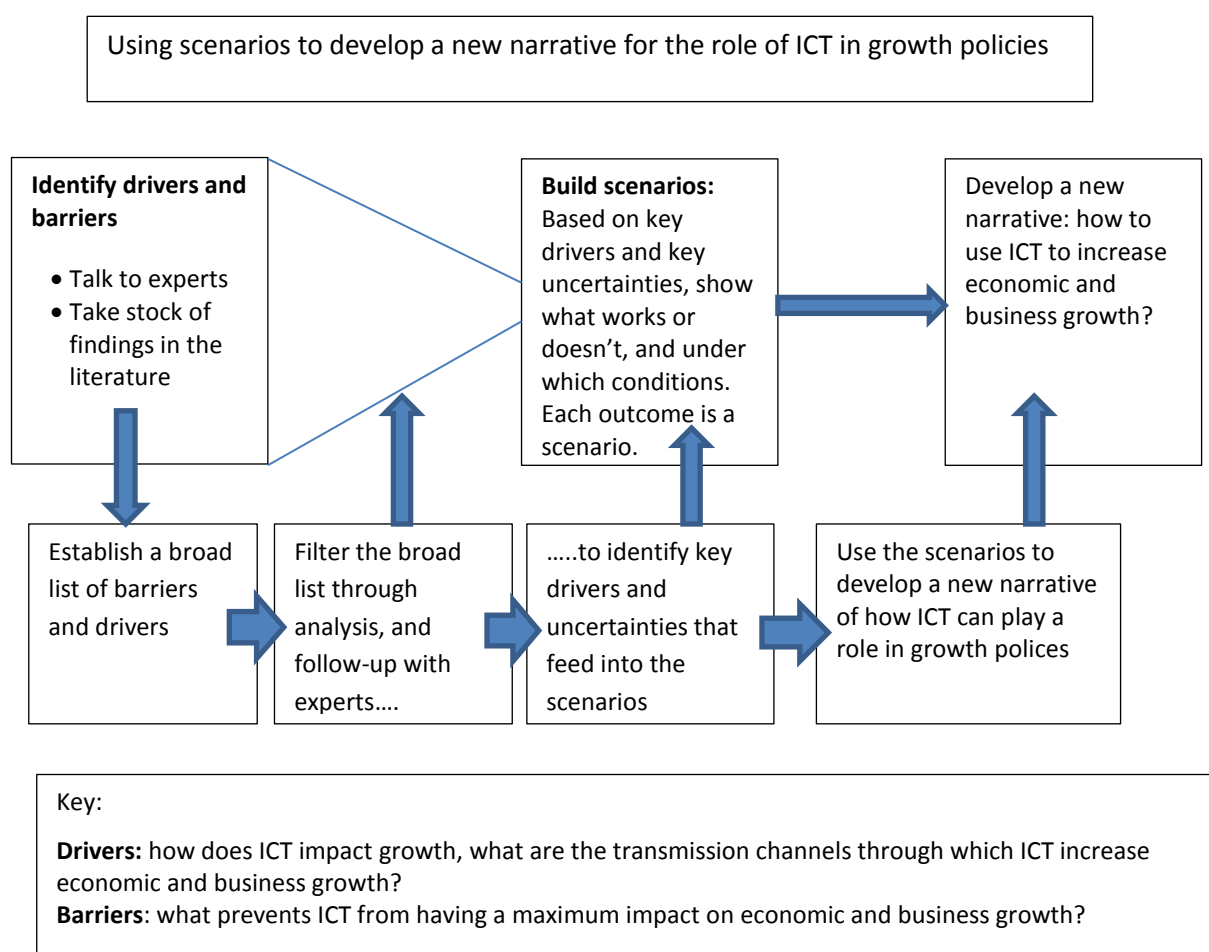 Using scenarios to develop a new narrative for the role of ICT in growth policies
Identify drivers and
barriers
• Talk to experts
• Take stock of
findings in the
literature
Build scenarios:
Based on key
drivers and key
uncertainties, show
what works or
doesn’t, and under
which conditions.
Each outcome is a
scenario.
Develop a new
narrative: how to
use ICT to increase
economic and
business growth?
Establish a broad
list of barriers
and drivers
Filter the broad
list through
analysis, and
follow-up with
experts….
…..to identify key
drivers and
uncertainties that
feed into the
scenarios
Use the scenarios to
develop a new narrative
of how ICT can play a
role in growth polices
Key:
Drivers: how does ICT impact growth, what are the transmission channels through which ICT increase
economic and business growth?
Barriers: what prevents ICT from having a maximum impact on economic and business growth?